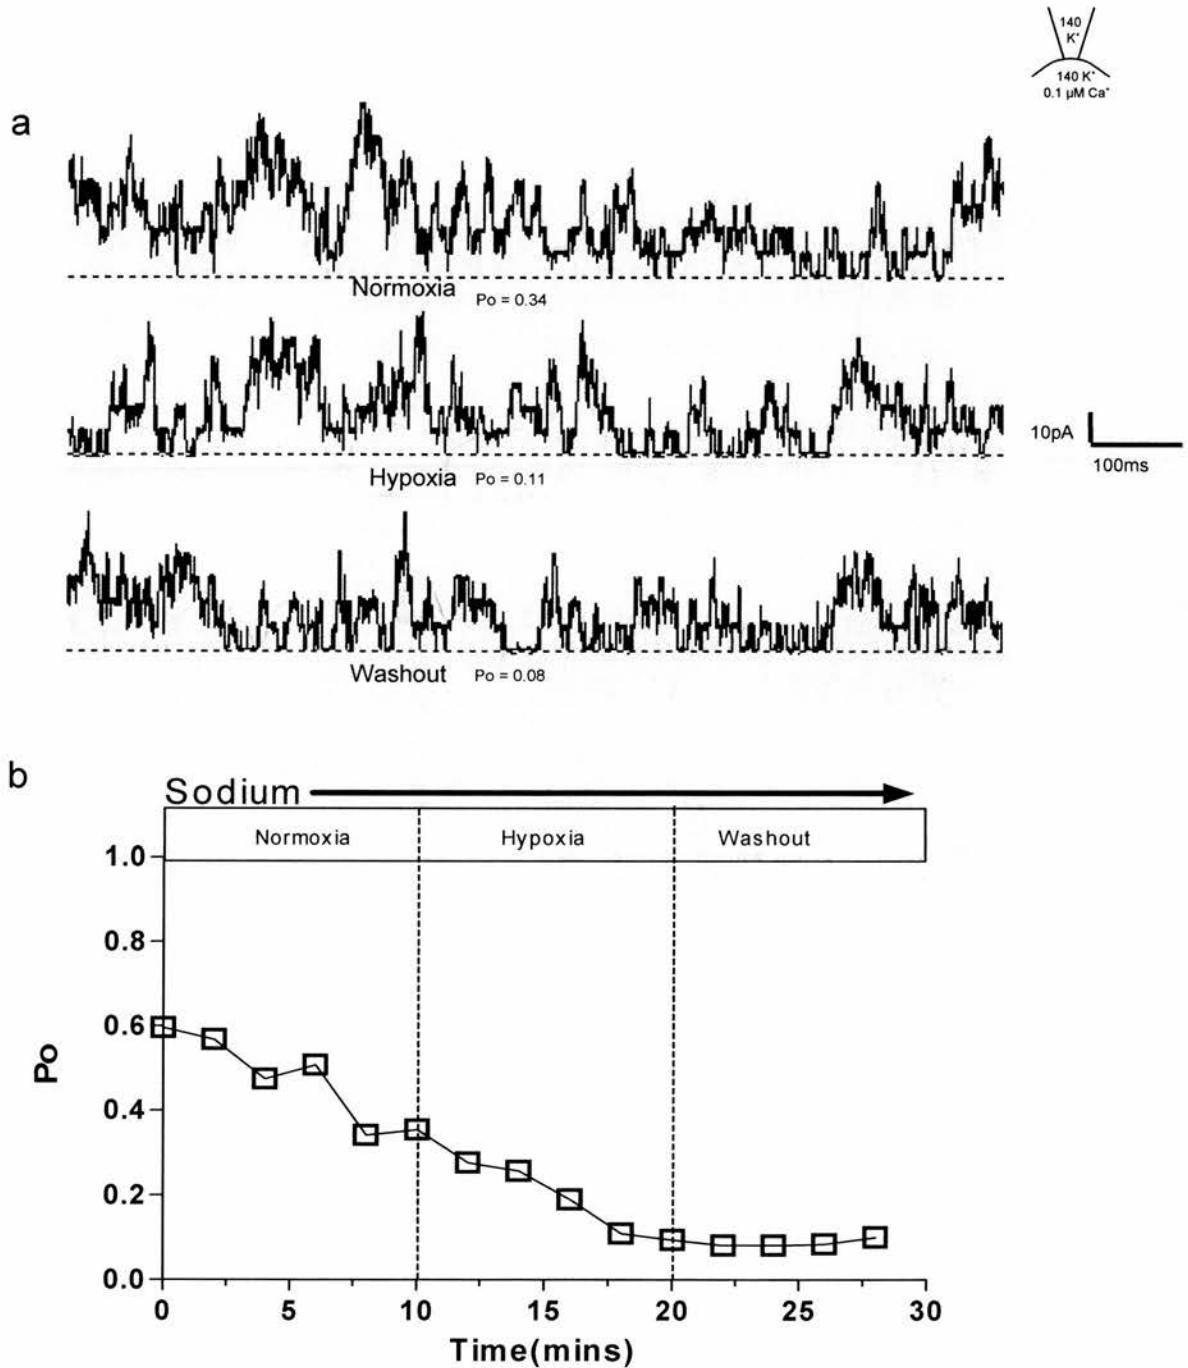 140
K⁺
140 K⁺
0.1 µM Ca⁺
a
Normoxia Po = 0.34
10pA
100ms
Hypoxia Po = 0.11
Washout Po = 0.08
b
Sodium
Normoxia Hypoxia Washout
1.0
0.8
0.6
0.4
0.2
0.0
Po
0 5 10 15 20 25 30
Time(mins)